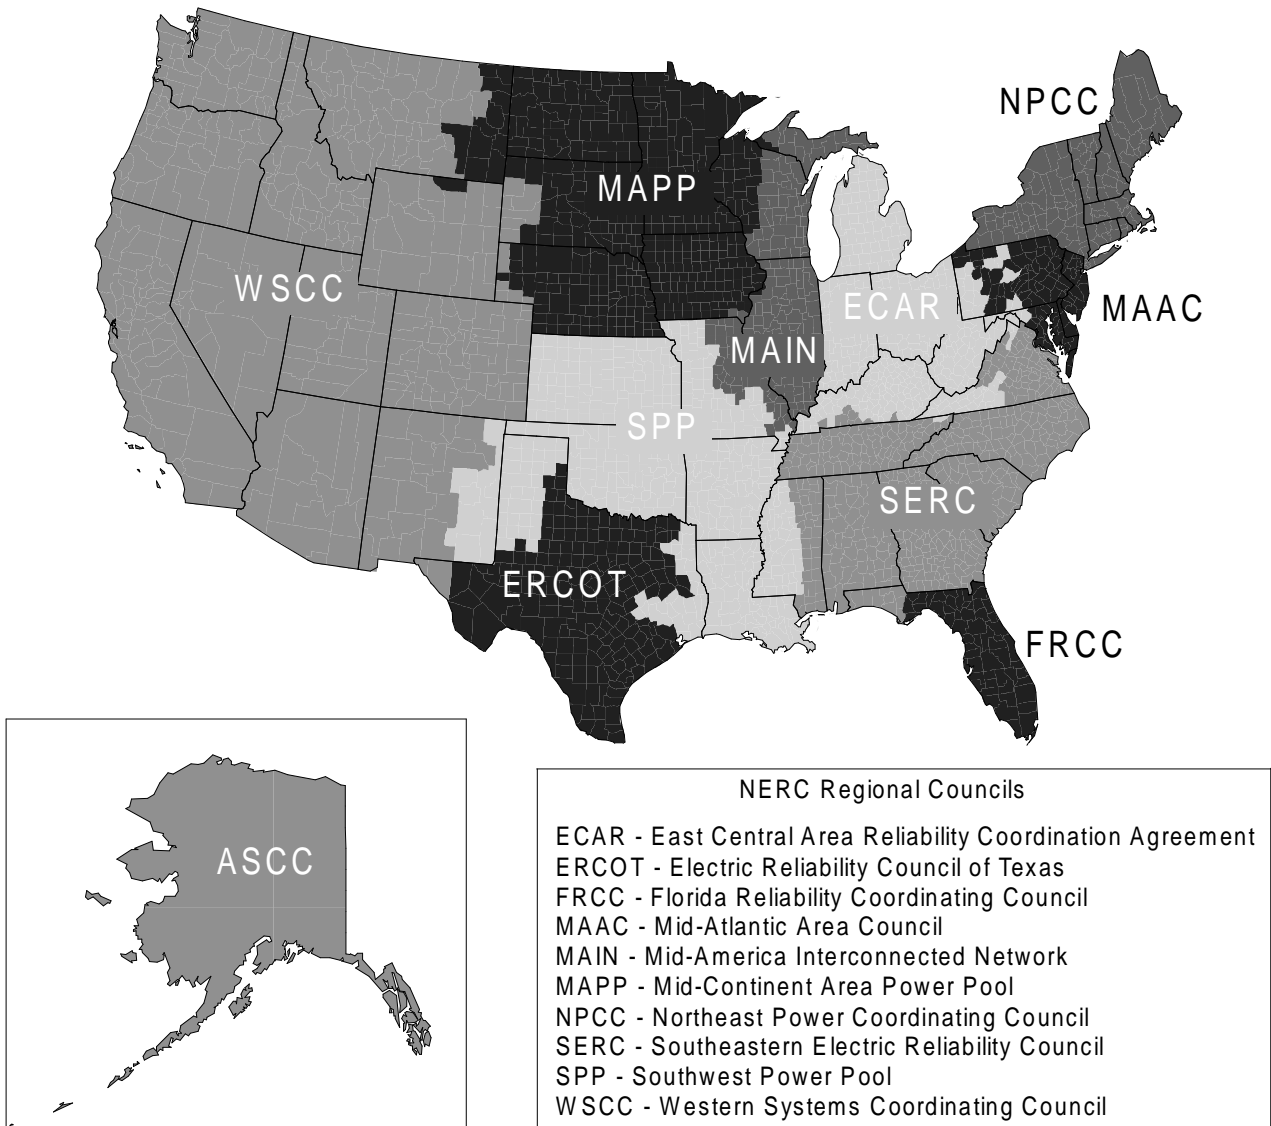 NPCC
MAPP
WSCC
ECAR
MAAC
MAIN
SPP
SERC
ERCOT
FRCC
ASCC
NERC Regional Councils
ECAR - East Central Area Reliability Coordination Agreement
ERCOT - Electric Reliability Council of Texas
FRCC - Florida Reliability Coordinating Council
MAAC - Mid-Atlantic Area Council
MAIN - Mid-America Interconnected Network
MAPP - Mid-Continent Area Power Pool
NPCC - Northeast Power Coordinating Council
SERC - Southeastern Electric Reliability Council
SPP - Southwest Power Pool
WSCC - Western Systems Coordinating Council